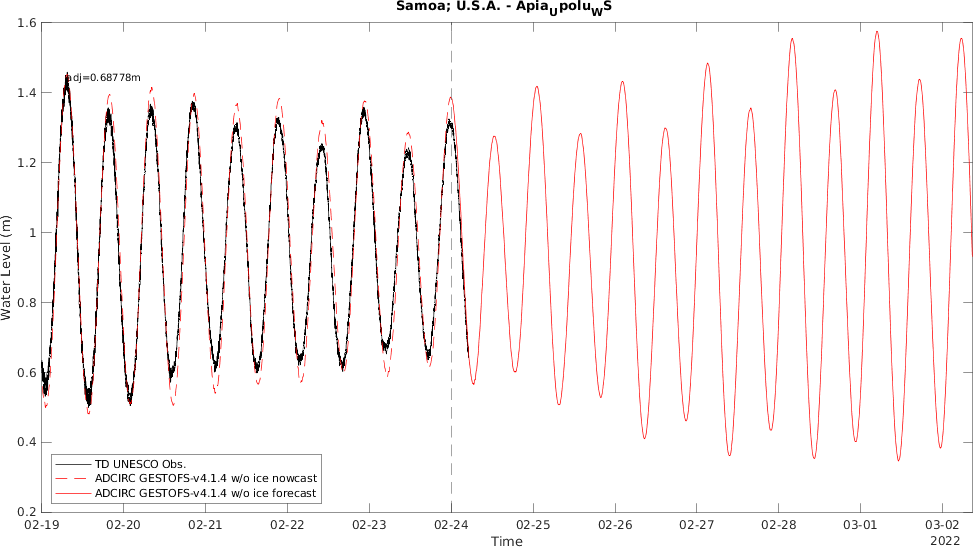 Samoa; U.S.A. - ApiaUpoluWS
1.6
1.4
1.2
1
0.8
0.6
0.4
0.2
Water Level (m)
adj=0.68778m
TD UNESCO Obs.
ADCIRC GESTOFS-v4.1.4 w/o ice nowcast
ADCIRC GESTOFS-v4.1.4 w/o ice forecast
02-19 02-20 02-21 02-22 02-23 02-24 02-25 02-26 02-27 02-28 03-01 03-02
2022
Time